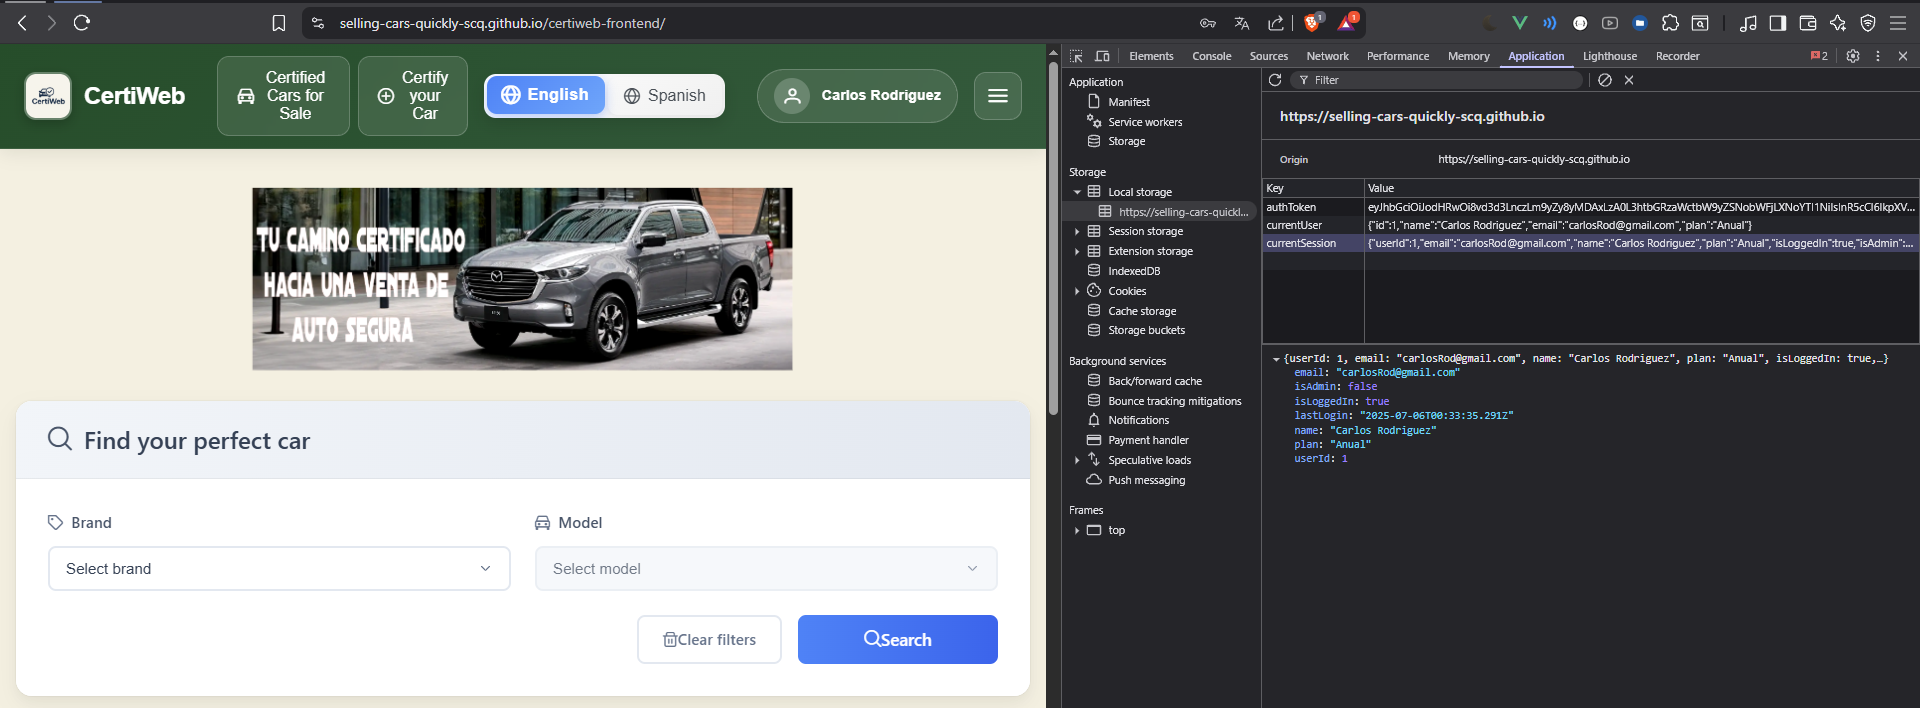 selling-cars-quickly-scq.github.io/certiweb-frontend/
1
1
CertiWeb
CertiWeb
Certified Cars for Sale
Certify your Car
English
Spanish
Carlos Rodriguez
TU CAMINO CERTIFICADO
HACIA UNA VENTA DE
AUTO SEGURA
Find your perfect car
Brand
Model
Select brand
Select model
Clear filters
Search
Elements Console Sources Network Performance Memory Application Lighthouse Recorder 2
Application
Manifest
Service workers
Storage
Storage
Local storage
https://selling-cars-quickl...
Session storage
Extension storage
IndexedDB
Cookies
Cache storage
Storage buckets
Background services
Back/forward cache
Bounce tracking mitigations
Notifications
Payment handler
Speculative loads
Push messaging
Frames
top
Filter
https://selling-cars-quickly-scq.github.io
Origin https://selling-cars-quickly-scq.github.io
Key Value
authToken
currentUser {"id":1,"name":"Carlos Rodriguez","email":"carlosRod@gmail.com","plan":"Anual"}
currentSession {"userId":1,"email":"carlosRod@gmail.com","name":"Carlos Rodriguez","plan":"Anual","isLoggedIn":true,"isAdmin":...
{userId: 1, email: "carlosRod@gmail.com", name: "Carlos Rodriguez", plan: "Anual", isLoggedIn: true,…}
email: "carlosRod@gmail.com"
isAdmin: false
isLoggedIn: true
lastLogin: "2025-07-06T00:33:35.291Z"
name: "Carlos Rodriguez"
plan: "Anual"
userId: 1